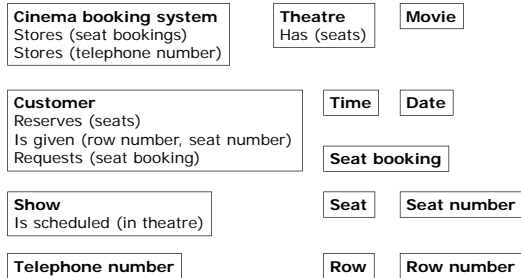 Cinema booking system
Stores (seat bookings)
Stores (telephone number)
Theatre
Has (seats)
Movie
Customer
Reserves (seats)
Is given (row number, seat number)
Requests (seat booking)
Time
Date
Seat booking
Show
Is scheduled (in theatre)
Seat
Seat number
Telephone number
Row
Row number